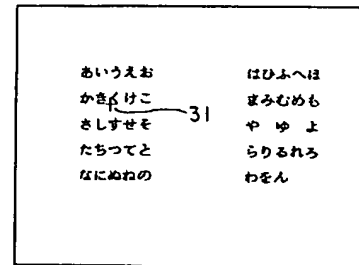 あいうえお
かきくけこ
さしすせそ
たちつてと
なにぬねの
31
はひふへほ
まみむめも
や ゆ よ
らりるれろ
わをん